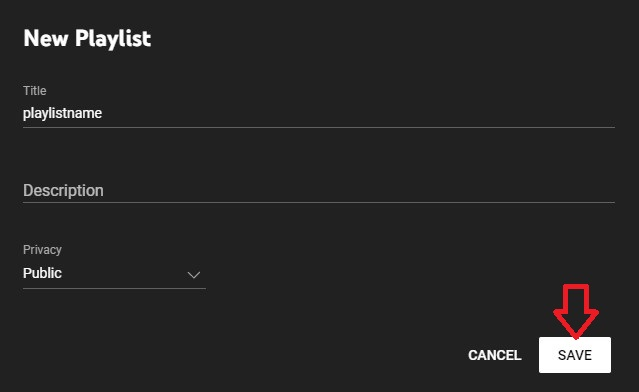 New Playlist
Title
playlistname
Description
Privacy
Public
CANCEL SAVE